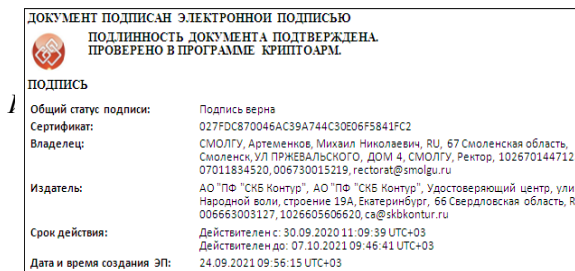 ДОКУМЕНТ ПОДПИСАН ЭЛЕКТРОННОЙ ПОДПИСЬЮ
ПОДЛИННОСТЬ ДОКУМЕНТА ПОДТВЕРЖДЕНА.
ПРОВЕРЕНО В ПРОГРАММЕ КРИПТОАРМ.
ПОДПИСЬ
Общий статус подписи: Подпись верна
Сертификат: 027FDC870046AC39A744C30E06F5841FC2
Владелец: СМОЛГУ, Артеменков, Михаил Николаевич, RU, 67 Смоленская область,
Смоленск, УЛ ПРЖЕВАЛЬСКОГО, ДОМ 4, СМОЛГУ, Ректор, 102670144712
07011834520, 006730015219, rectorat@smolgu.ru
Издатель: АО "ПФ "СКБ Контур", АО "ПФ "СКБ Контур", Удостоверяющий центр, ули
Народной воли, строение 19А, Екатеринбург, 66 Свердловская область, R
006663003127, 1026605606620, ca@skbkontur.ru
Срок действия: Действителен с: 30.09.2020 11:09:39 UTC+03
Действителен до: 07.10.2021 09:46:41 UTC+03
Дата и время создания ЭП: 24.09.2021 09:56:15 UTC+03